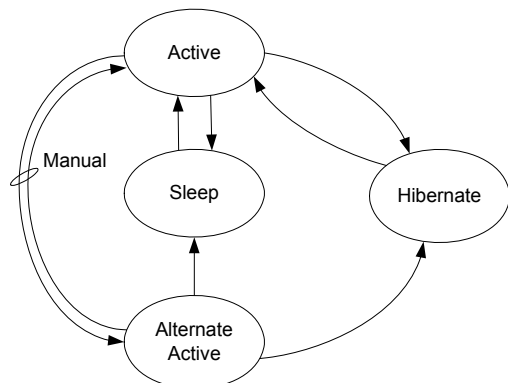 Active
Manual
Sleep
Hibernate
Alternate
Active